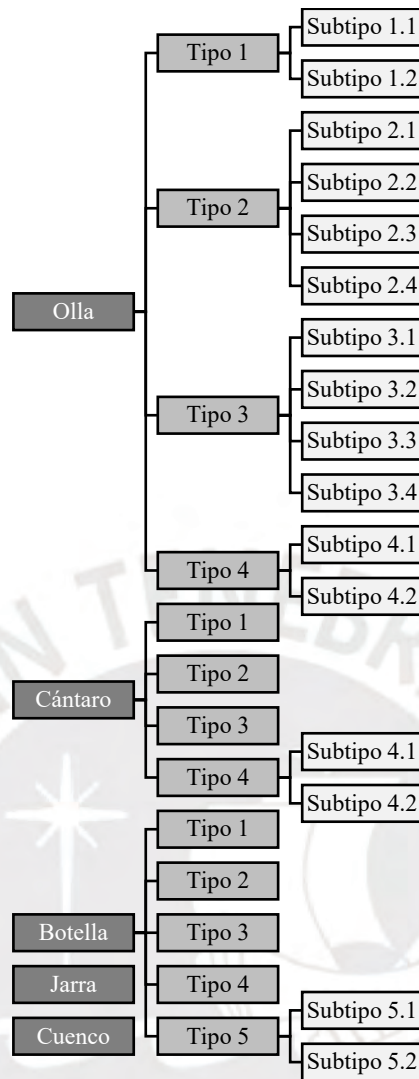 Olla
Tipo 1
Subtipo 1.1
Subtipo 1.2
Tipo 2
Subtipo 2.1
Subtipo 2.2
Subtipo 2.3
Subtipo 2.4
Tipo 3
Subtipo 3.1
Subtipo 3.2
Subtipo 3.3
Subtipo 3.4
Tipo 4
Subtipo 4.1
Subtipo 4.2
Cántaro
Tipo 1
Tipo 2
Tipo 3
Tipo 4
Subtipo 4.1
Subtipo 4.2
Botella
Tipo 1
Tipo 2
Tipo 3
Tipo 4
Tipo 5
Subtipo 5.1
Subtipo 5.2
Jarra
Cuenco
EN TENEBR